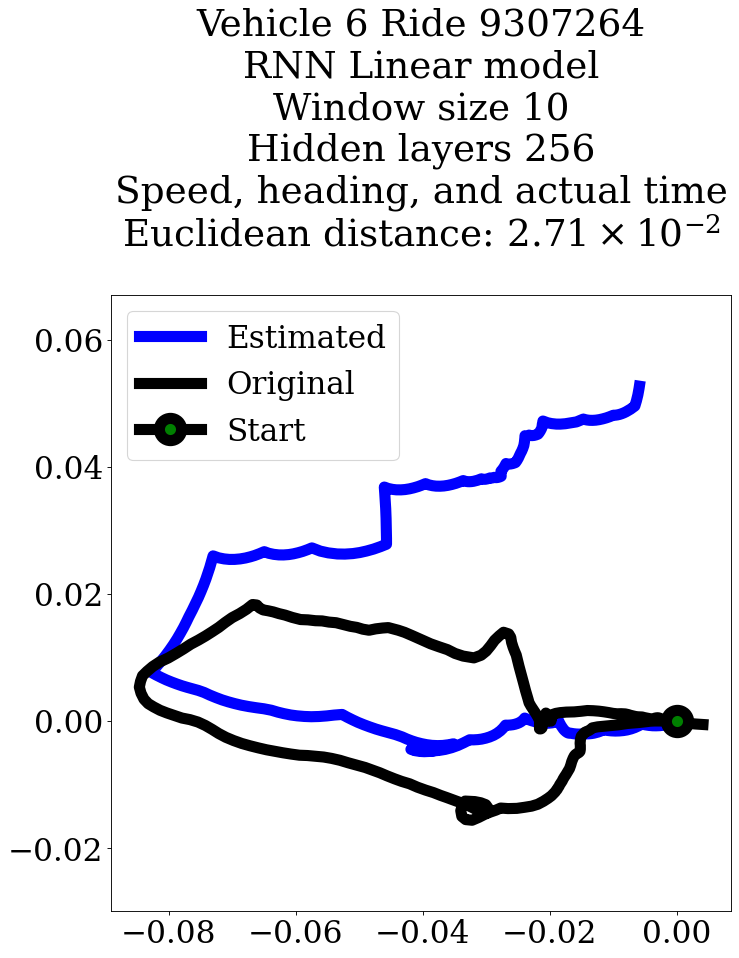 Vehicle 6 Ride 9307264
RNN Linear model
Window size 10
Hidden layers 256
Speed, heading, and actual time
Euclidean distance: 2.71 × 10⁻²
Estimated
Original
Start
0.06
0.04
0.02
0.00
−0.02
−0.08 −0.06 −0.04 −0.02 0.00